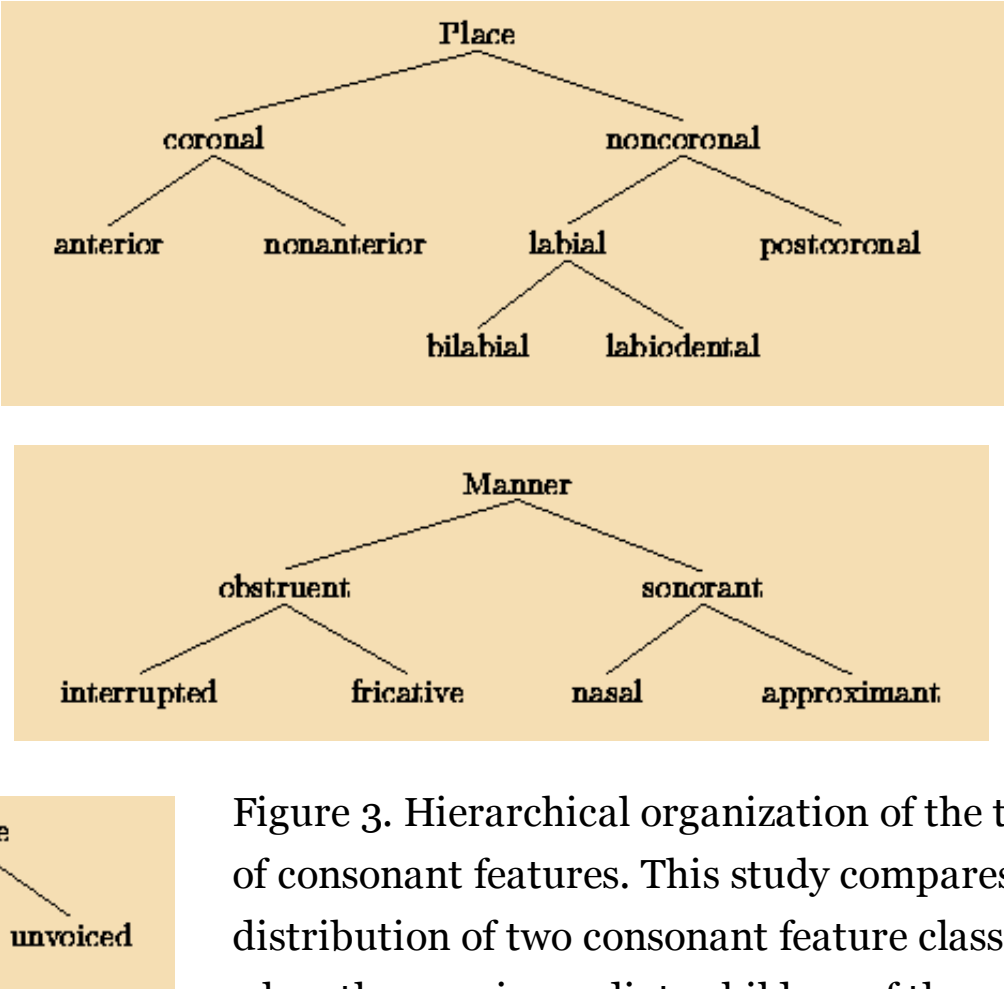 Place
coronal noncoronal
anterior nonanterior labial postcoronal
bilabial labiodental
Manner
obstruent sonorant
interrupted fricative nasal approximant
unvoiced
Figure 3. Hierarchical organization of the
of consonant features. This study compares
distribution of two consonant feature class